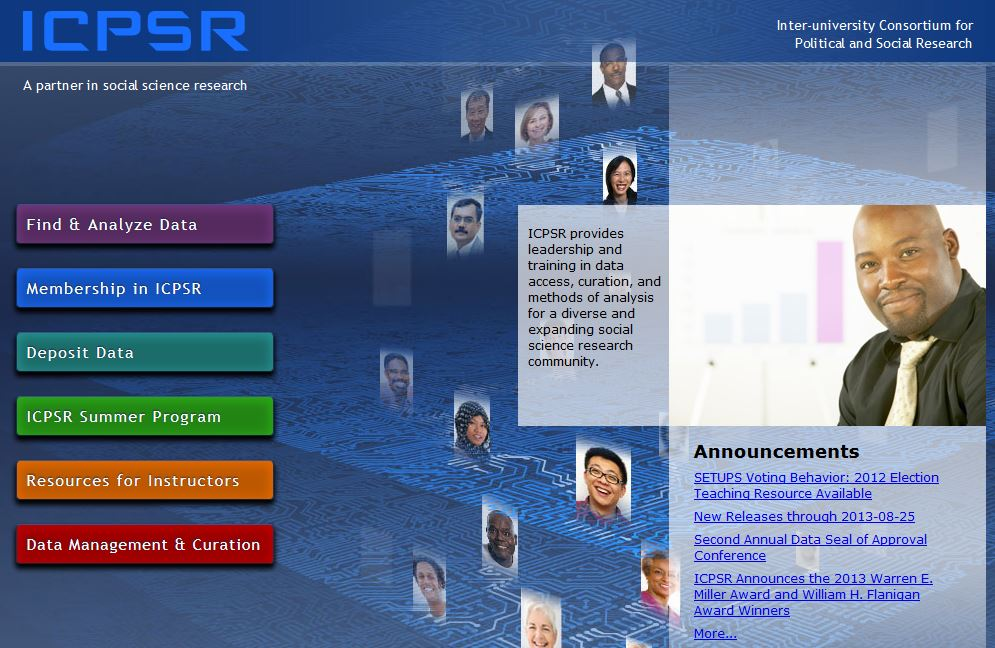 ICPSR
Inter-university Consortium for
Political and Social Research
A partner in social science research
Find & Analyze Data
Membership in ICPSR
Deposit Data
ICPSR Summer Program
Resources for Instructors
Data Management & Curation
ICPSR provides
leadership and
training in data
access, curation, and
methods of analysis
for a diverse and
expanding social
science research
community.
Announcements
SETUPS Voting Behavior: 2012 Election
Teaching Resource Available
New Releases through 2013-08-25
Second Annual Data Seal of Approval
Conference
ICPSR Announces the 2013 Warren E.
Miller Award and William H. Flanigan
Award Winners
More...